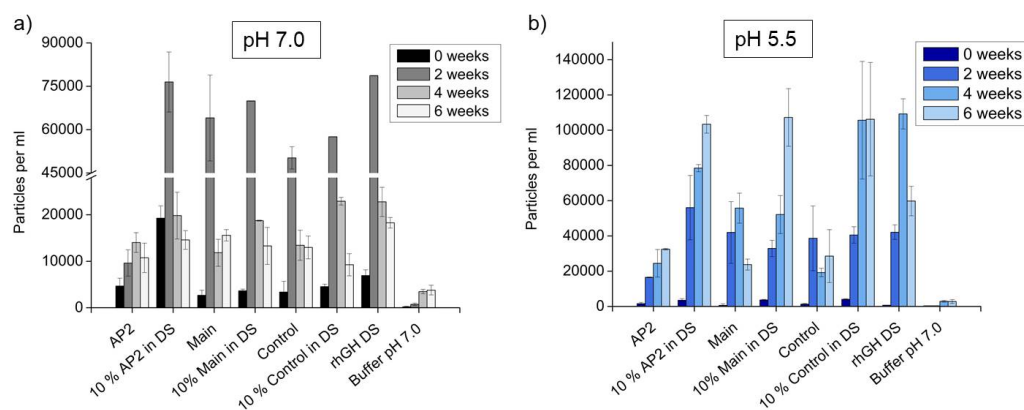 a)
pH 7.0
90000
75000
60000
45000
20000
10000
0
Particles per ml
0 weeks
2 weeks
4 weeks
6 weeks
AP2
10 % AP2 in DS
Main
10% Main in DS
Control
10 % Control in DS
rhGH DS
Buffer pH 7.0
b)
pH 5.5
140000
120000
100000
80000
60000
40000
20000
0
Particles per ml
0 weeks
2 weeks
4 weeks
6 weeks
AP2
10 % AP2 in DS
Main
10% Main in DS
Control
10 % Control in DS
rhGH DS
Buffer pH 7.0